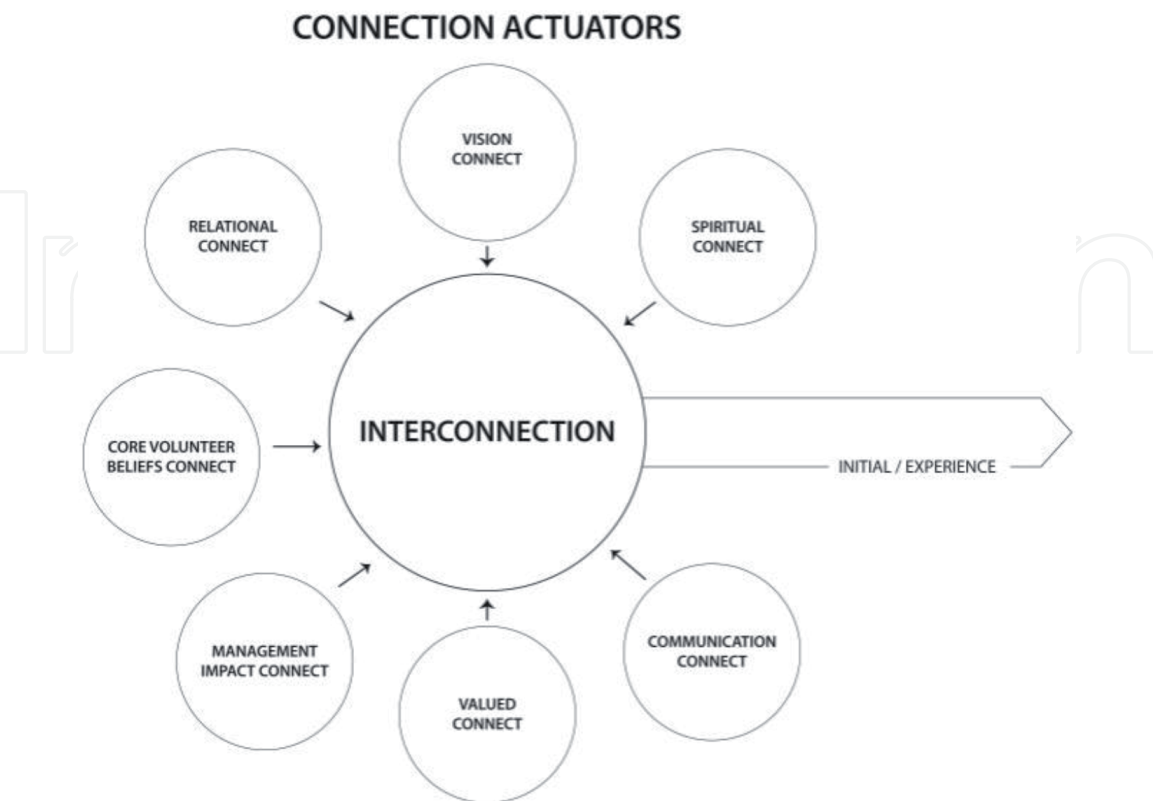 CONNECTION ACTUATORS
VISION
CONNECT
RELATIONAL
CONNECT
SPIRITUAL
CONNECT
CORE VOLUNTEER
BELIEFS CONNECT
INTERCONNECTION
INITIAL / EXPERIENCE
MANAGEMENT
IMPACT CONNECT
VALUED
CONNECT
COMMUNICATION
CONNECT